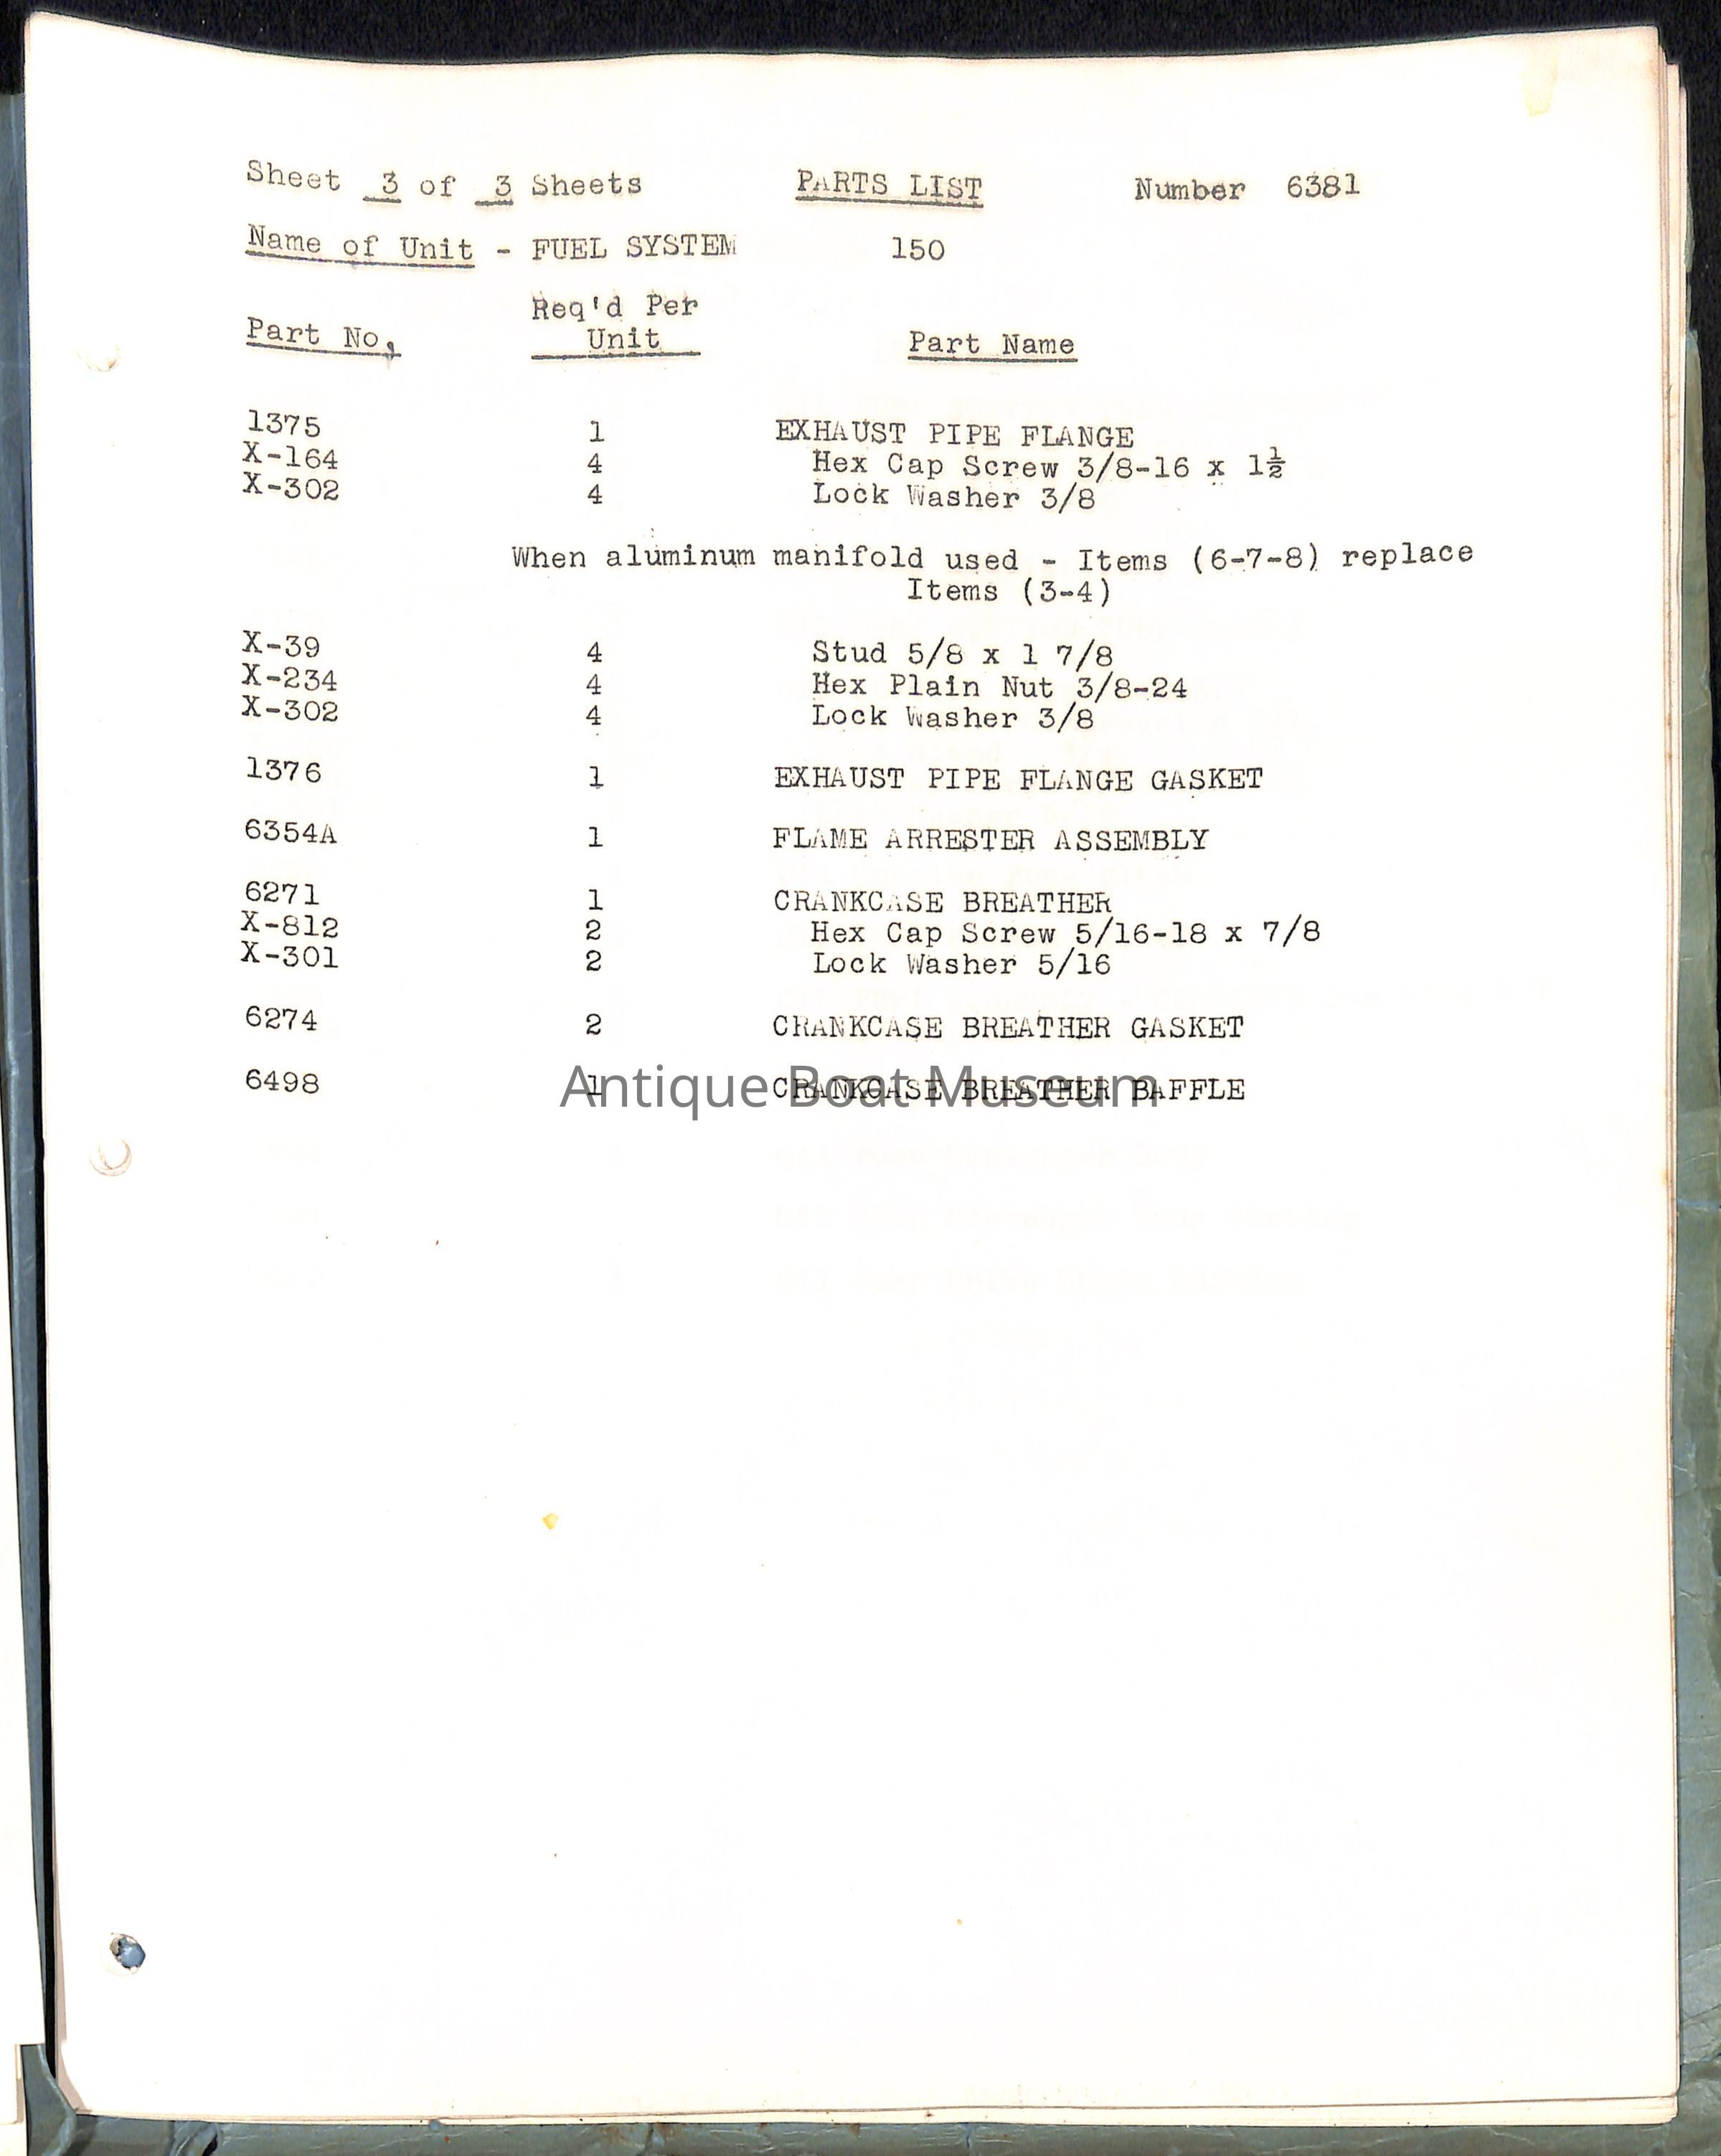 Sheet 3 of 3 Sheets PARTS LIST Number 6381
Name of Unit - FUEL SYSTEM 150
Req'd Per
Part No. Unit Part Name
1375 1 EXHAUST PIPE FLANGE
X-164 4 Hex Cap Screw 3/8-16 x 1½
X-302 4 Lock Washer 3/8
When aluminum manifold used - Items (6-7-8) replace
Items (3-4)
X-39 4 Stud 5/8 x 1 7/8
X-234 4 Hex Plain Nut 3/8-24
X-302 4 Lock Washer 3/8
1376 1 EXHAUST PIPE FLANGE GASKET
6354A 1 FLAME ARRESTER ASSEMBLY
6271 1 CRANKCASE BREATHER
X-812 2 Hex Cap Screw 5/16-18 x 7/8
X-301 2 Lock Washer 5/16
6274 2 CRANKCASE BREATHER GASKET
6498 1 CRANKCASE BREATHER BAFFLE
Antique Boat Museum